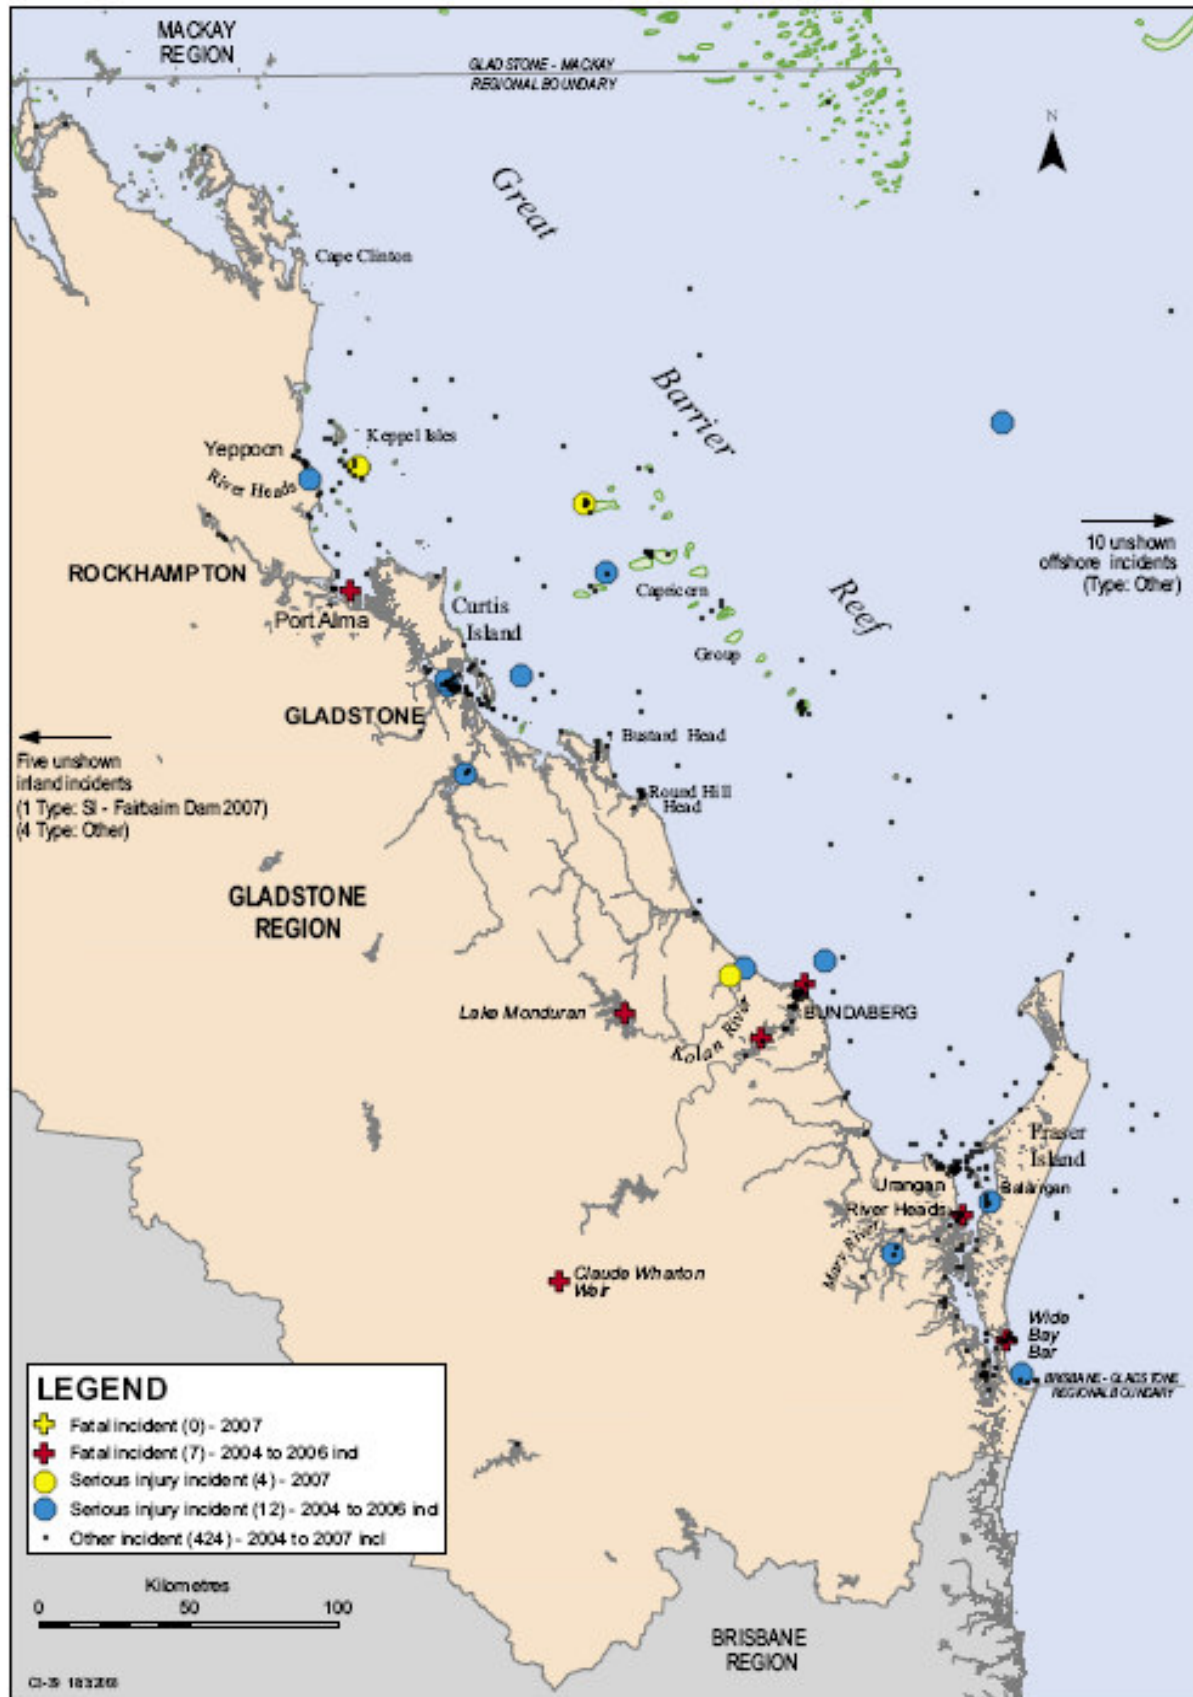 MACKAY
REGION
GLADSTONE - MACKAY
REGIONAL BOUNDARY
N
Great
Cape Clinton
Barrier
Keppel Isles
Yeppoon
River Heads
10 unshown
offshore incidents
(Type: Other)
ROCKHAMPTON
Capricorn
Reef
Curtis
Island
Port Alma
Group
GLADSTONE
Bustard Head
Five unshown
inland incidents
(1 Type: SI - Fairbairn Dam 2007)
(4 Type: Other)
Round Hill
Head
GLADSTONE
REGION
Lake Monduran
BUNDABERG
Kolan River
Fraser
Island
Urangan
Balarrgan
River Heads
Mary River
Claude Wharton
Weir
Wide
Bay
Bar
BRISBANE - GLADSTONE
REGIONAL BOUNDARY
LEGEND
Fatal incident (0) - 2007
Fatal incident (7) - 2004 to 2006 incl
Serious injury incident (4) - 2007
Serious injury incident (12) - 2004 to 2006 incl
Other incident (424) - 2004 to 2007 incl
Kilometres
0 50 100
BRISBANE
REGION